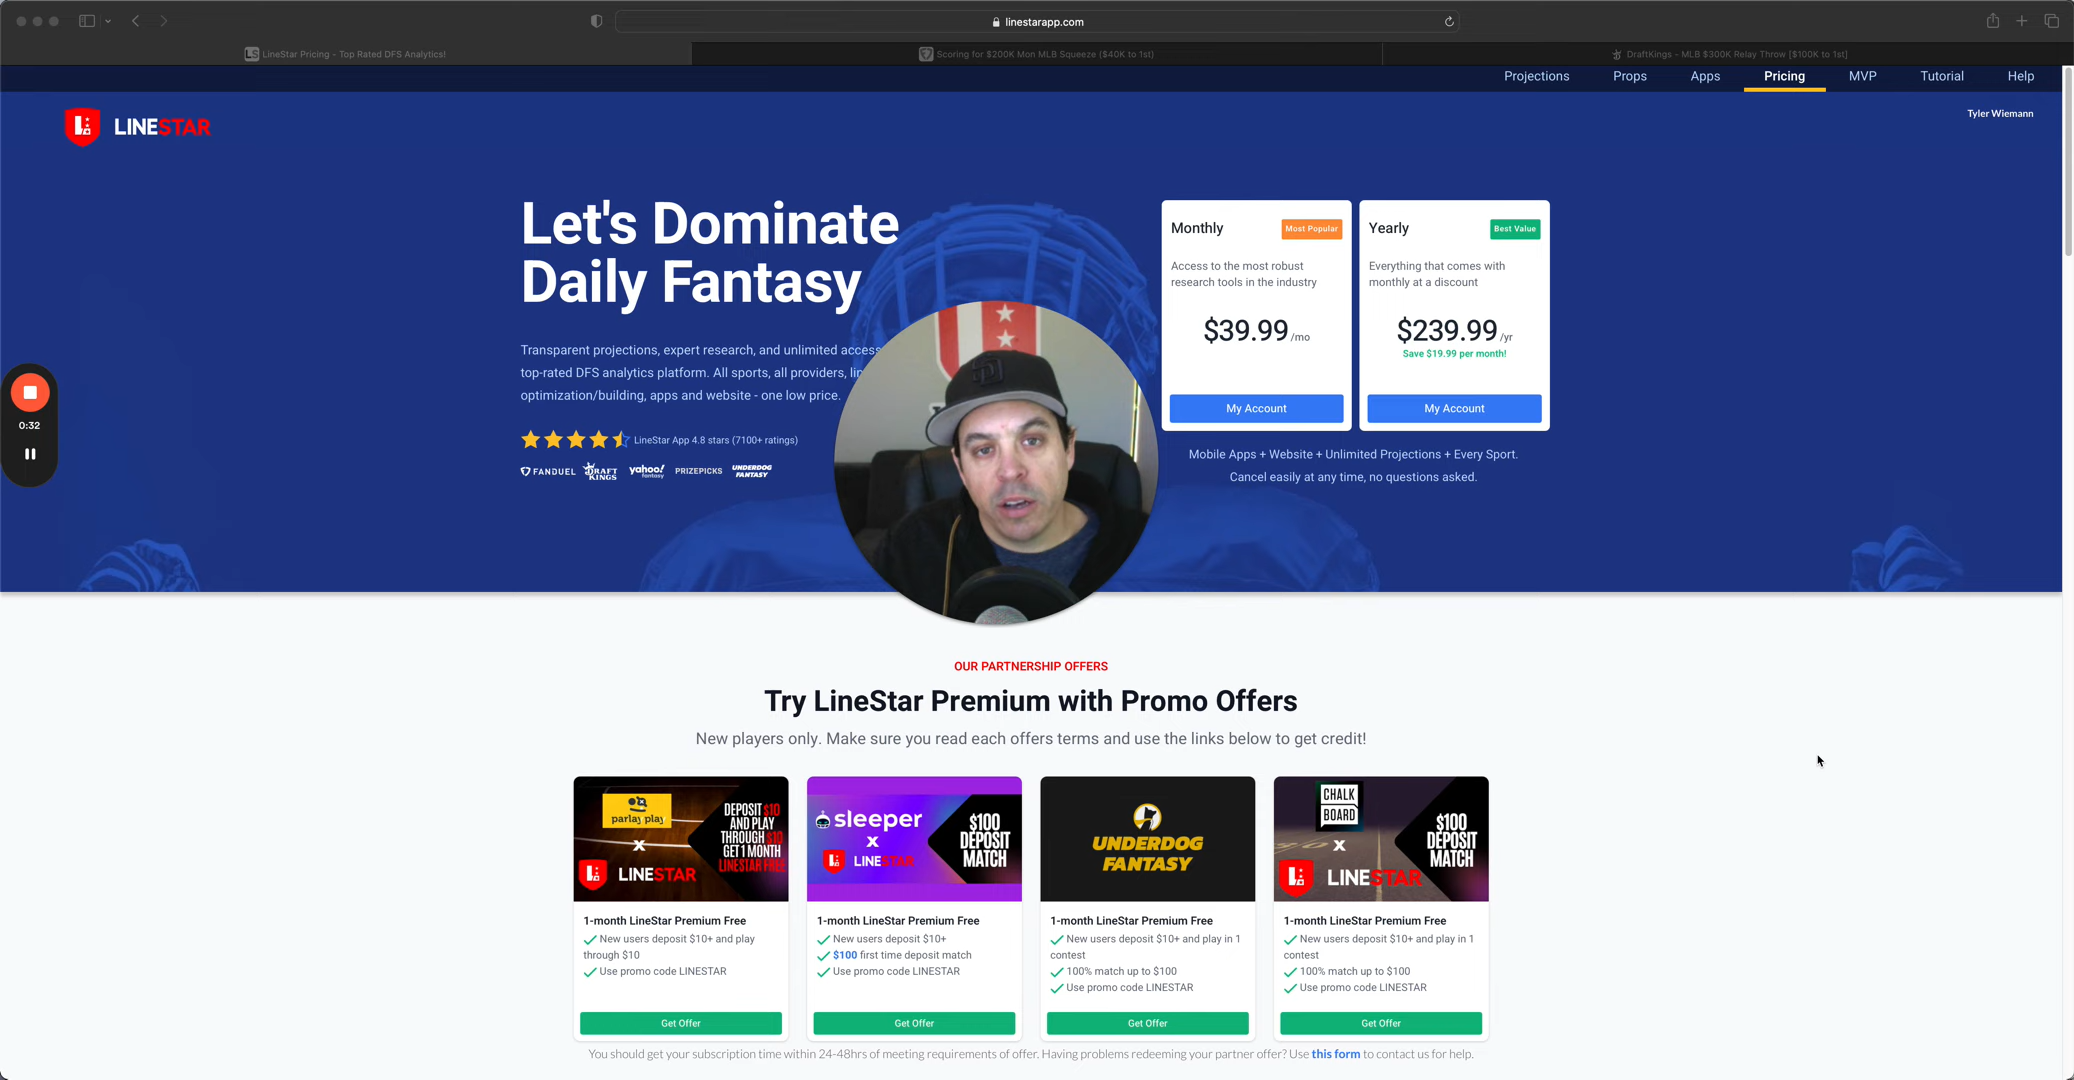 linestarapp.com
LineStar Pricing - Top Rated DFS Analytics!
Scoring for $200K Mon MLB Squeeze ($40K to 1st)
DraftKings - MLB $300K Relay Throw [$100K to 1st]
Projections
Props
Apps
Pricing
MVP
Tutorial
Help
LINESTAR
Tyler Wiemann
Let's Dominate
Daily Fantasy
Transparent projections, expert research, and unlimited access
top-rated DFS analytics platform. All sports, all providers,
optimization/building, apps and website - one low price.
LineStar App 4.8 stars (7100+ ratings)
FANDUEL
DRAFT
KINGS
yahoo!
fantasy
PRIZEPICKS
UNDERDOG
FANTASY
Monthly
Most Popular
Access to the most robust
research tools in the industry
$39.99 /mo
My Account
Yearly
Best Value
Everything that comes with
monthly at a discount
$239.99 /yr
Save $19.99 per month!
My Account
Mobile Apps + Website + Unlimited Projections + Every Sport.
Cancel easily at any time, no questions asked.
0:32
OUR PARTNERSHIP OFFERS
Try LineStar Premium with Promo Offers
New players only. Make sure you read each offers terms and use the links below to get credit!
parlay play
X
LINESTAR
DEPOSIT $10
AND PLAY
THROUGH $10
GET 1 MONTH
LINESTAR FREE
1-month LineStar Premium Free
New users deposit $10+ and play
through $10
Use promo code LINESTAR
Get Offer
sleeper
X
LINESTAR
$100
DEPOSIT
MATCH
1-month LineStar Premium Free
New users deposit $10+
$100 first time deposit match
Use promo code LINESTAR
Get Offer
UNDERDOG
FANTASY
1-month LineStar Premium Free
New users deposit $10+ and play in 1
contest
100% match up to $100
Use promo code LINESTAR
Get Offer
CHALK
BOARD
X
LINESTAR
$100
DEPOSIT
MATCH
1-month LineStar Premium Free
New users deposit $10+ and play in 1
contest
100% match up to $100
Use promo code LINESTAR
Get Offer
You should get your subscription time within 24-48hrs of meeting requirements of offer. Having problems redeeming your partner offer? Use this form to contact us for help.